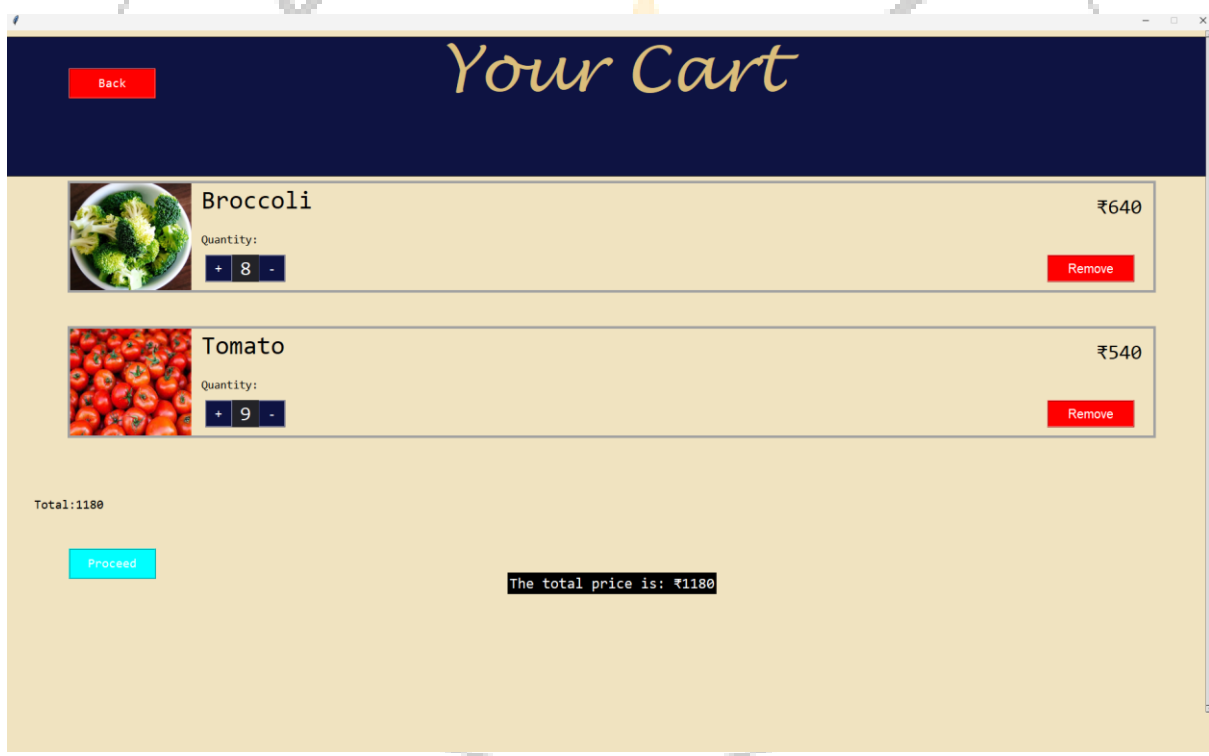 Your Cart
Back
Broccoli
₹640
Quantity:
+ 8 -
Remove
Tomato
₹540
Quantity:
+ 9 -
Remove
Total:1180
Proceed
The total price is: ₹1180